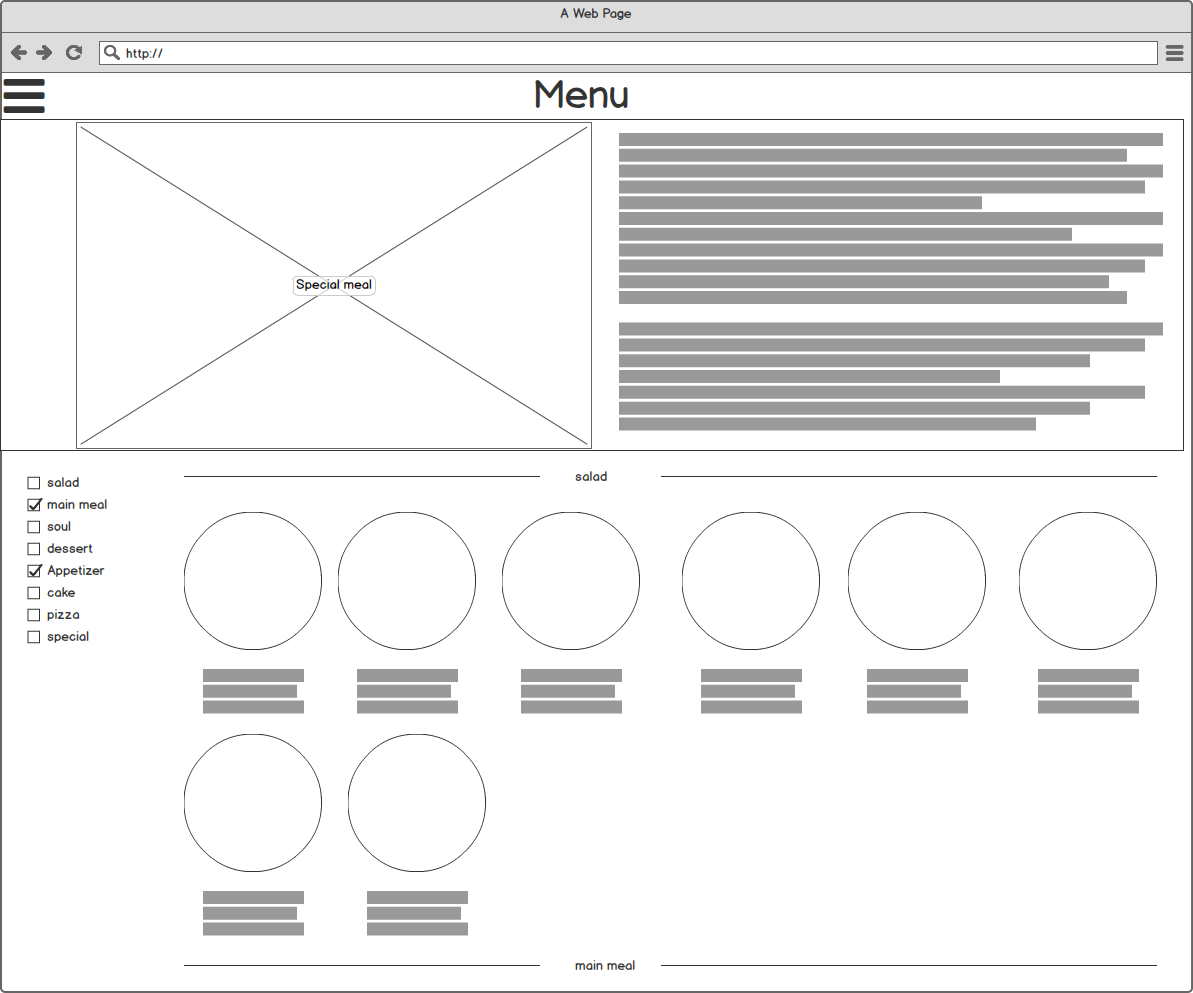 A Web Page
http://
Menu
Special meal
salad
main meal
soul
dessert
Appetizer
cake
pizza
special
salad
main meal